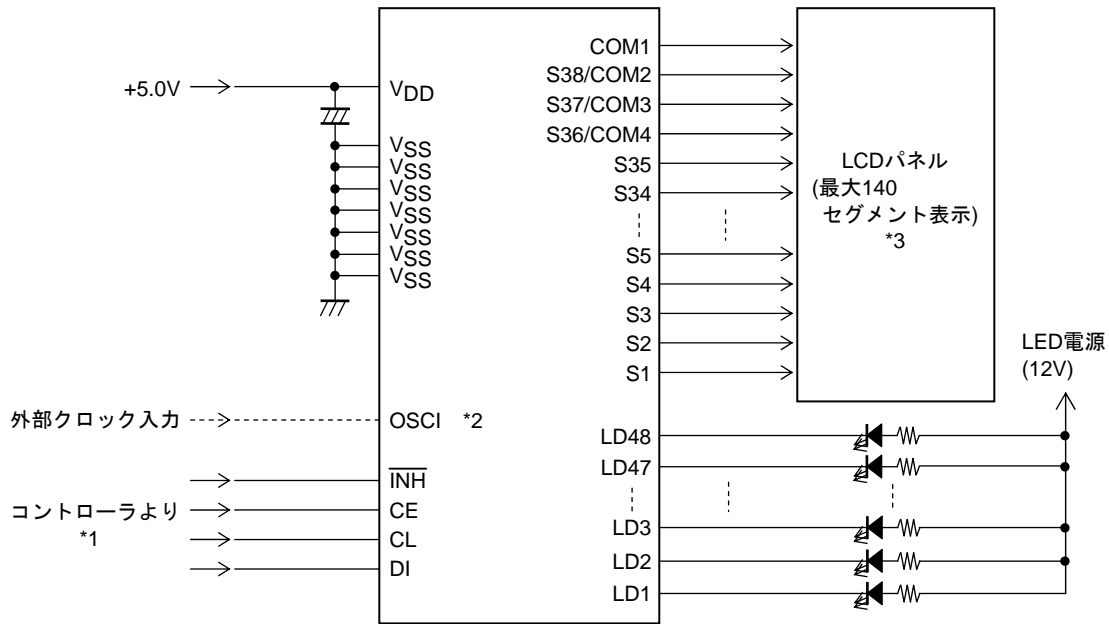 +5.0V
VDD
VSS
VSS
VSS
VSS
VSS
VSS
VSS
外部クロック入力
OSCI *2
INH
コントローラより
*1
CE
CL
DI
COM1
S38/COM2
S37/COM3
S36/COM4
S35
S34
S5
S4
S3
S2
S1
LD48
LD47
LD3
LD2
LD1
LCDパネル
(最大140
セグメント表示)
*3
LED電源
(12V)